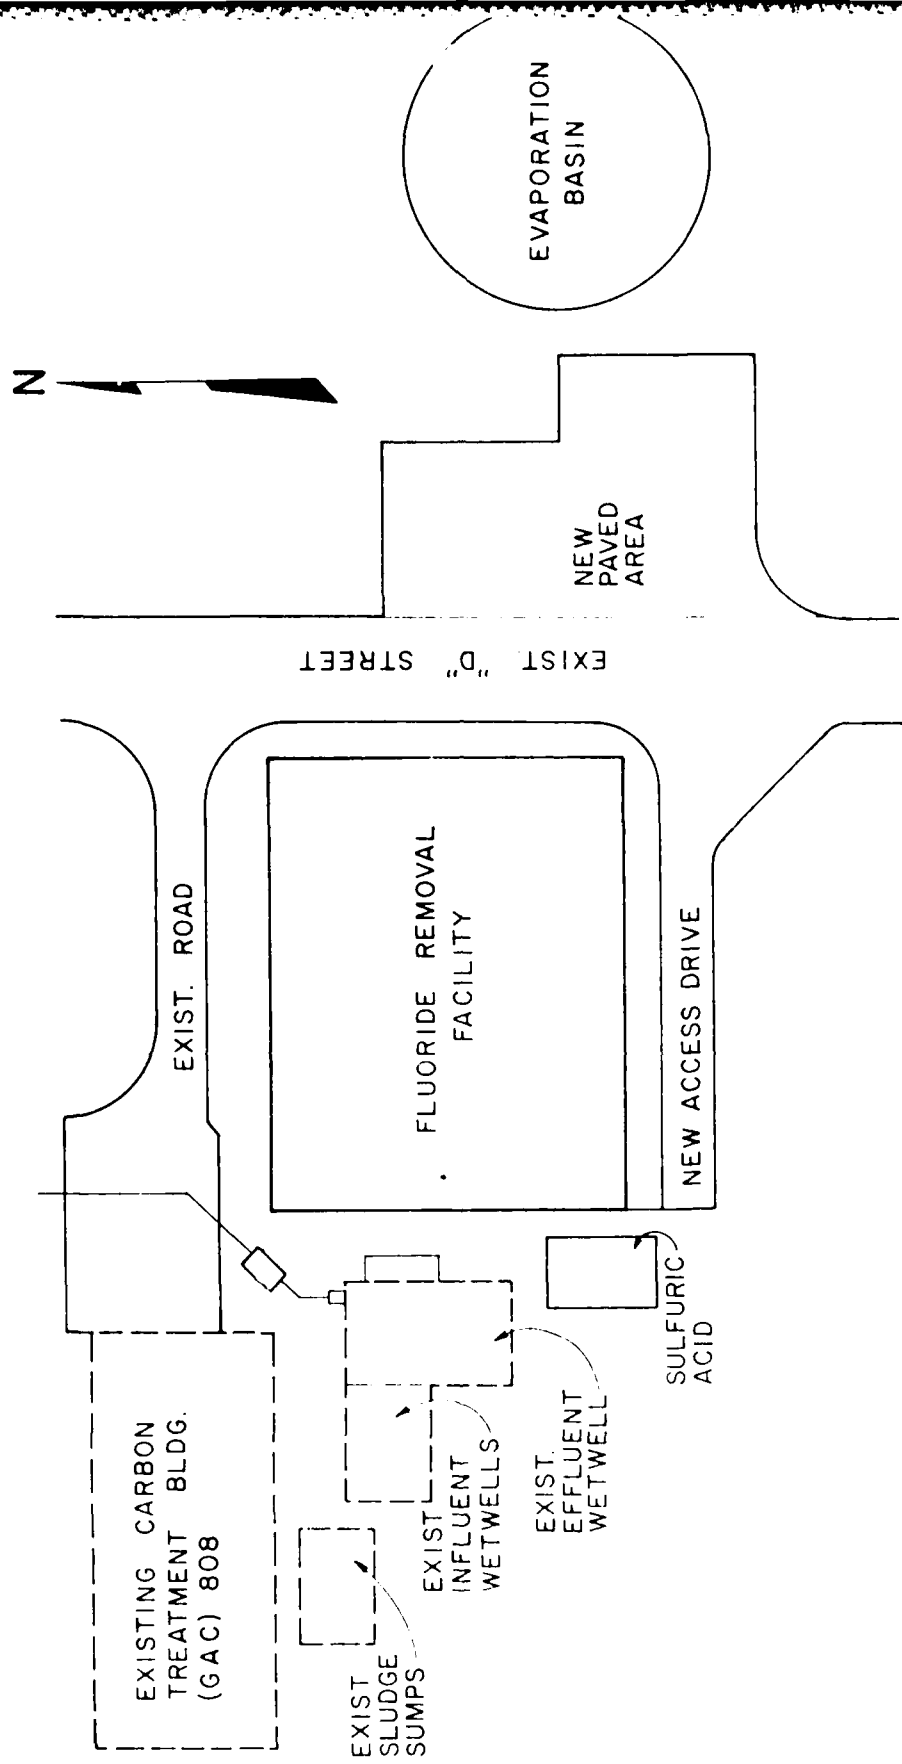 N
EVAPORATION
BASIN
NEW
PAVED
AREA
EXIST. "D" STREET
EXIST. ROAD
FLUORIDE REMOVAL
FACILITY
NEW ACCESS DRIVE
SULFURIC
ACID
EXISTING CARBON
TREATMENT BLDG.
(GAC) 808
EXIST
INFLUENT
WETWELLS
EXIST.
EFFLUENT
WETWELL
EXIST
SLUDGE
SUMPS